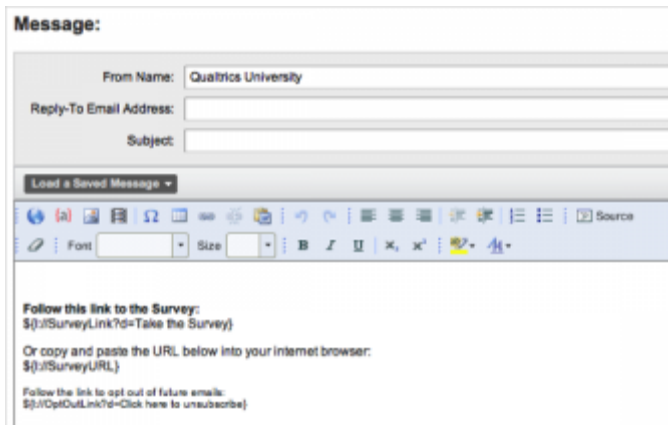 Message:
From Name: Qualtrics University
Reply-To Email Address:
Subject:
Load a Saved Message
{a} Ω Source
Font Size B I U x, x²
Follow this link to the Survey:
${l://SurveyLink?d=Take the Survey}
Or copy and paste the URL below into your internet browser:
${l://SurveyURL}
Follow the link to opt out of future emails:
${l://OptOutLink?d=Click here to unsubscribe}